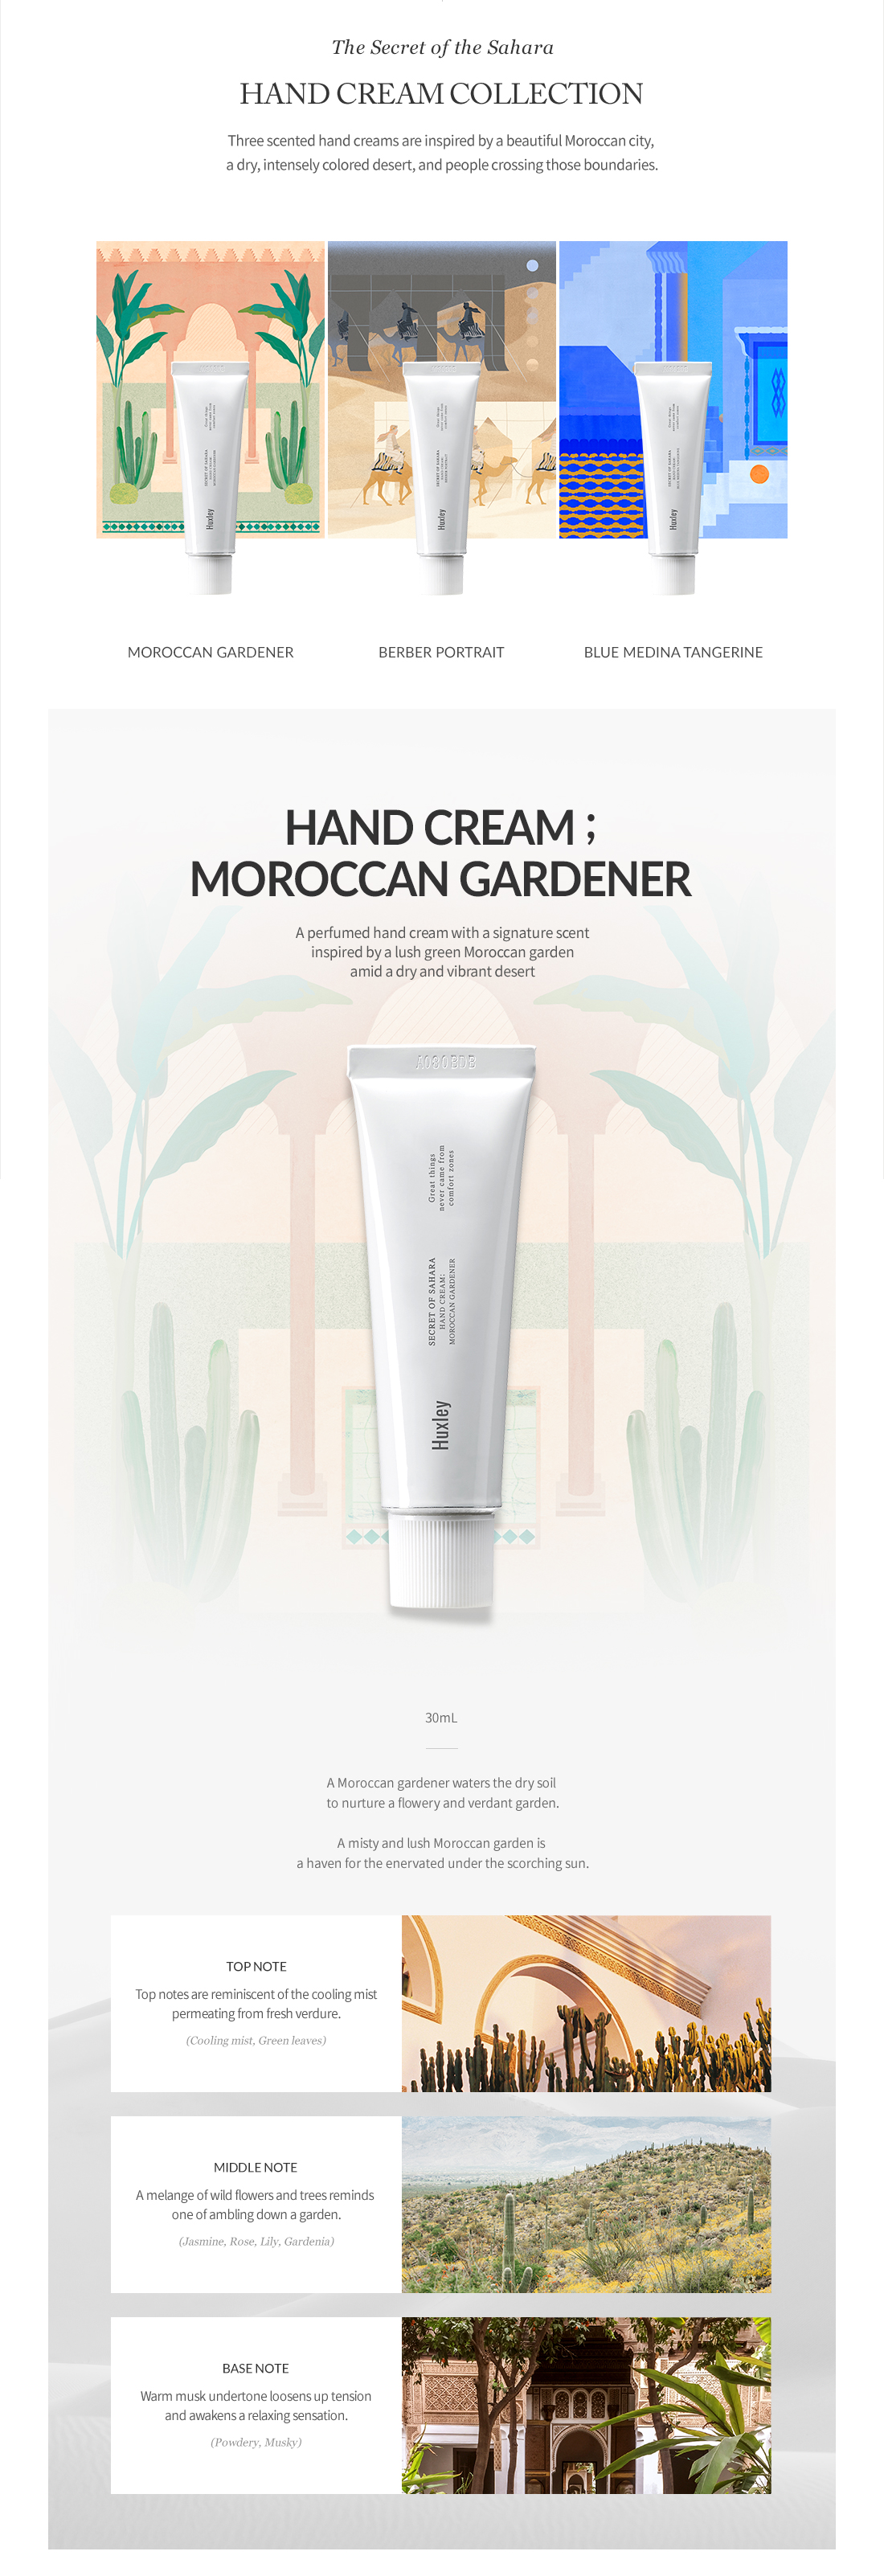 The Secret of the Sahara
HAND CREAM COLLECTION
Three scented hand creams are inspired by a beautiful Moroccan city,
a dry, intensely colored desert, and people crossing those boundaries.
Huxley
Huxley
Huxley
MOROCCAN GARDENER
BERBER PORTRAIT
BLUE MEDINA TANGERINE
HAND CREAM ;
MOROCCAN GARDENER
A perfumed hand cream with a signature scent
inspired by a lush green Moroccan garden
amid a dry and vibrant desert
Great things
never came from
comfort zones
SECRET OF SAHARA
HAND CREAM;
MOROCCAN GARDENER
Huxley
30mL
A Moroccan gardener waters the dry soil
to nurture a flowery and verdant garden.
A misty and lush Moroccan garden is
a haven for the enervated under the scorching sun.
TOP NOTE
Top notes are reminiscent of the cooling mist
permeating from fresh verdure.
(Cooling mist, Green leaves)
MIDDLE NOTE
A melange of wild flowers and trees reminds
one of ambling down a garden.
(Jasmine, Rose, Lily, Gardenia)
BASE NOTE
Warm musk undertone loosens up tension
and awakens a relaxing sensation.
(Powdery, Musky)